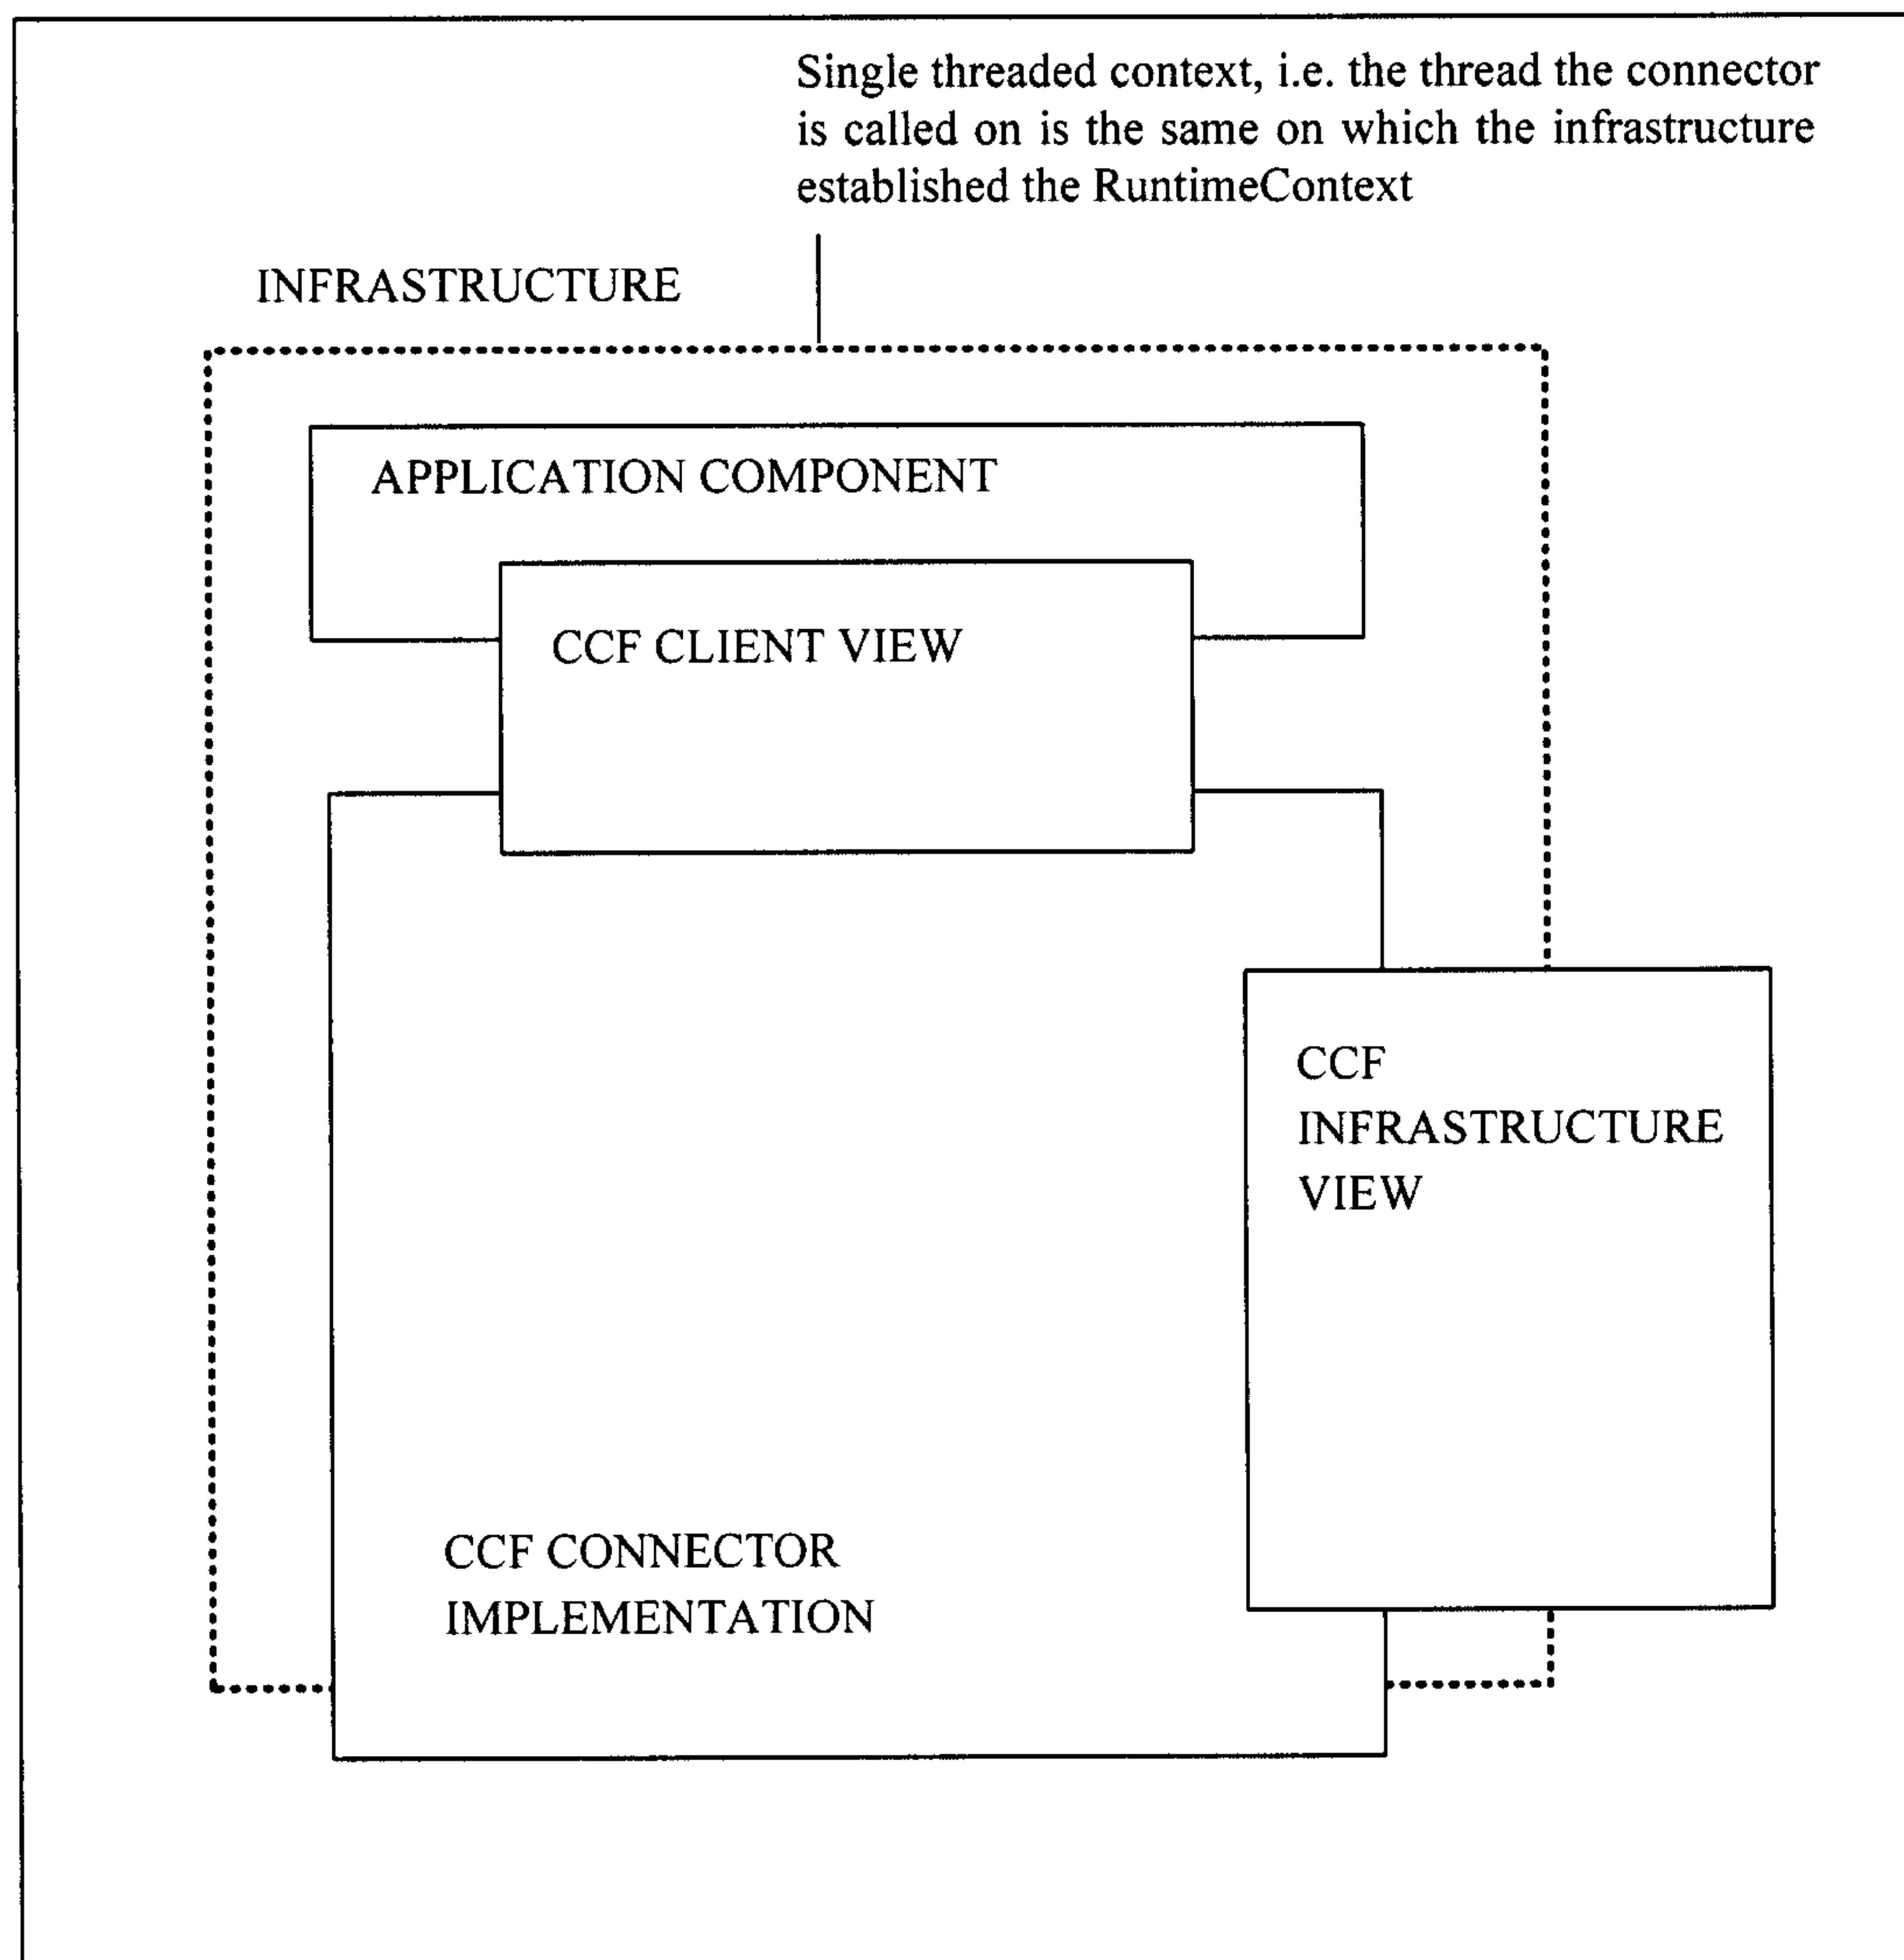 Single threaded context, i.e. the thread the connector
is called on is the same on which the infrastructure
established the RuntimeContext
INFRASTRUCTURE
APPLICATION COMPONENT
CCF CLIENT VIEW
CCF
INFRASTRUCTURE
VIEW
CCF CONNECTOR
IMPLEMENTATION